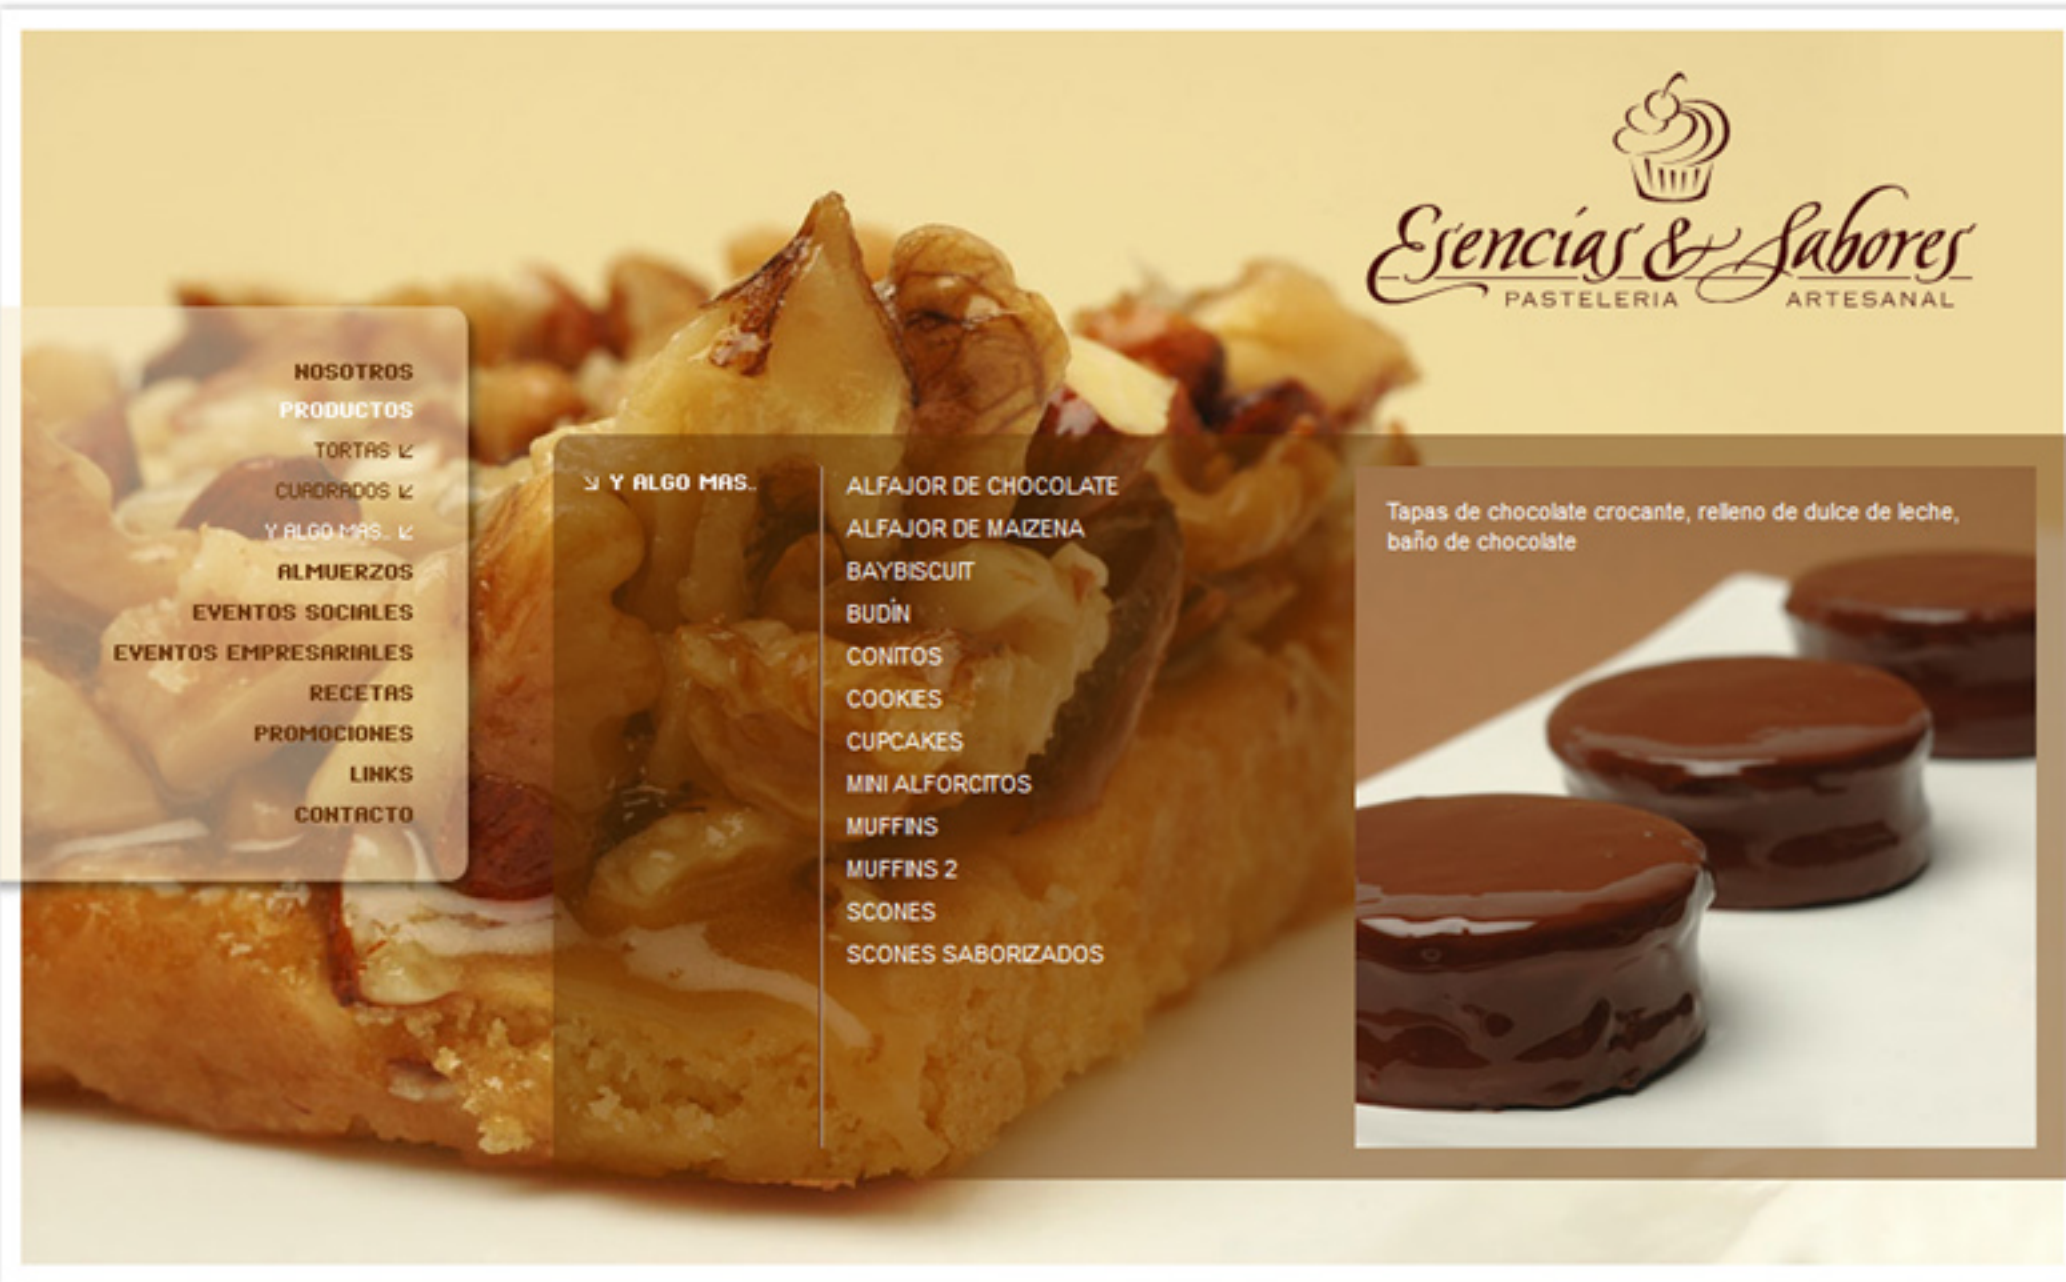 Esencias & Sabores
PASTELERIA ARTESANAL
NOSOTROS
PRODUCTOS
TORTAS
CUADRADOS
Y ALGO MAS..
ALMUERZOS
EVENTOS SOCIALES
EVENTOS EMPRESARIALES
RECETAS
PROMOCIONES
LINKS
CONTACTO
Y ALGO MAS..
ALFAJOR DE CHOCOLATE
ALFAJOR DE MAIZENA
BAYBISCUIT
BUDÍN
CONITOS
COOKIES
CUPCAKES
MINI ALFORCITOS
MUFFINS
MUFFINS 2
SCONES
SCONES SABORIZADOS
Tapas de chocolate crocante, relleno de dulce de leche,
baño de chocolate